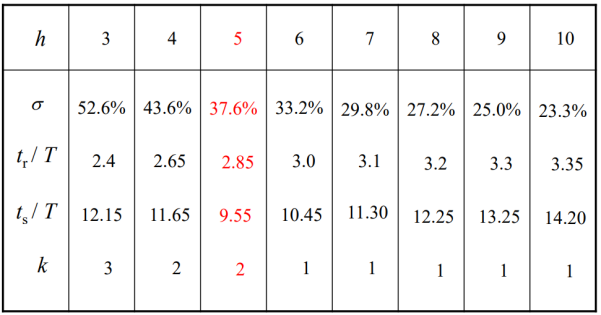 h 3 4 5 6 7 8 9 10
σ 52.6% 43.6% 37.6% 33.2% 29.8% 27.2% 25.0% 23.3%
tr / T 2.4 2.65 2.85 3.0 3.1 3.2 3.3 3.35
ts / T 12.15 11.65 9.55 10.45 11.30 12.25 13.25 14.20
k 3 2 2 1 1 1 1 1